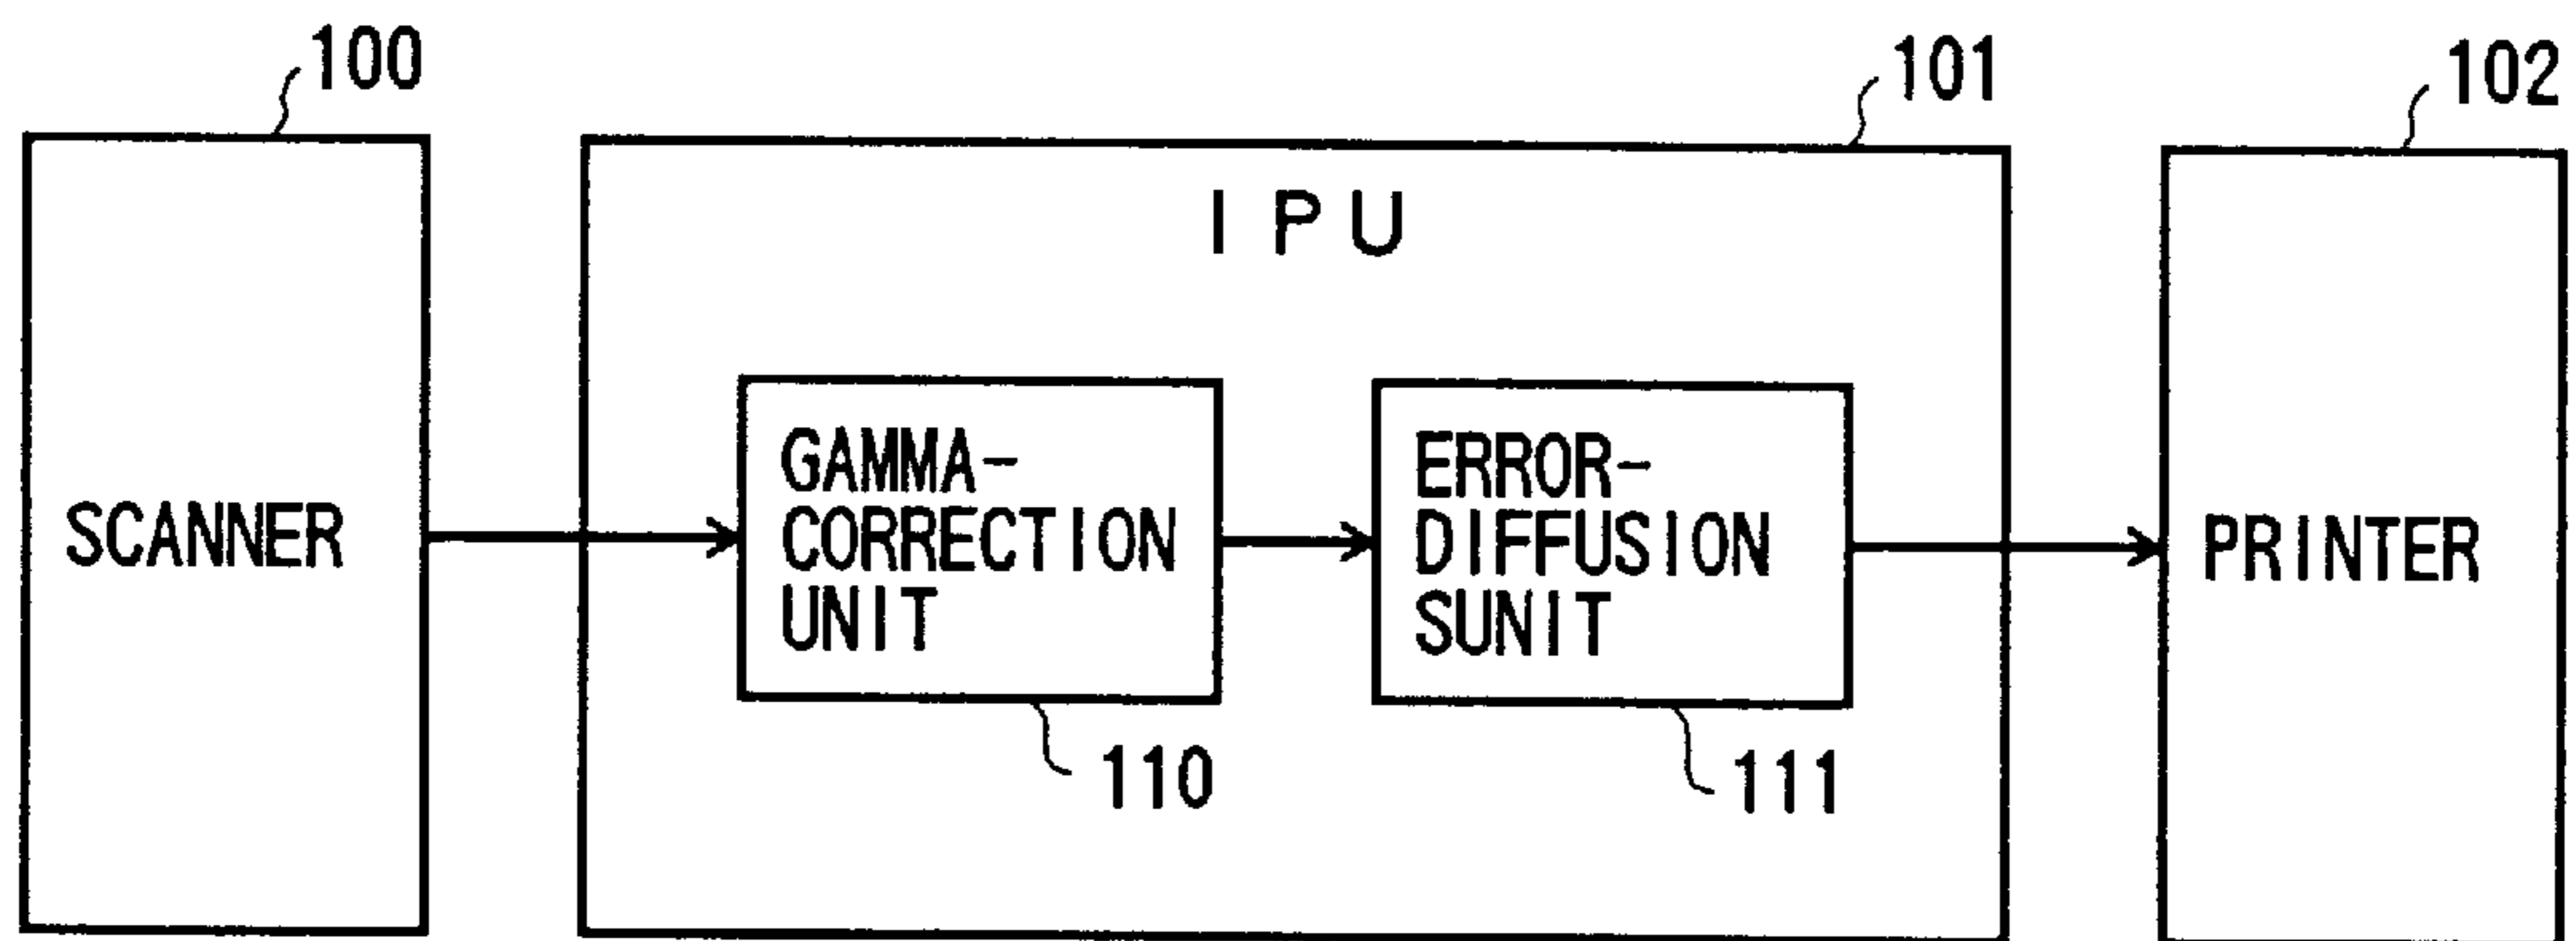 100
101
102
IPU
SCANNER
GAMMA-
CORRECTION
UNIT
ERROR-
DIFFUSION
SUNIT
PRINTER
110
111